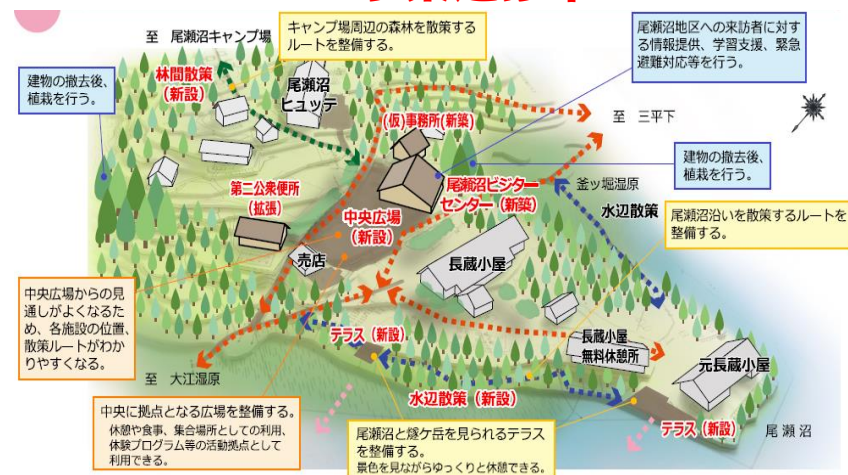 至 尾瀬沼キャンプ場
キャンプ場周辺の森林を散策する
ルートを整備する。
尾瀬沼地区への来訪者に対す
る情報提供、学習支援、緊急
避難対応等を行う。
建物の撤去後、
植栽を行う。
林間散策
(新設)
尾瀬沼
ヒュッテ
(仮)事務所(新築)
至 三平下
建物の撤去後、
植栽を行う。
第二公衆便所
(拡張)
尾瀬沼ビジター
センター(新築)
釜ッ堀湿原
水辺散策
中央広場
(新設)
尾瀬沼沿いを散策するルートを
整備する。
売店
長蔵小屋
中央広場からの見
通しがよくなるた
め、各施設の位置、
散策ルートがわか
りやすくなる。
テラス(新設)
長蔵小屋
無料休憩所
元長蔵小屋
至 大江湿原
水辺散策(新設)
中央に拠点となる広場を整備する。
休憩や食事、集合場所としての利用、
体験プログラム等の活動拠点として
利用できる。
尾瀬沼と燧ケ岳を見られるテラス
を整備する。
景色を見ながらゆっくりと休憩できる。
テラス(新設)
尾瀬沼